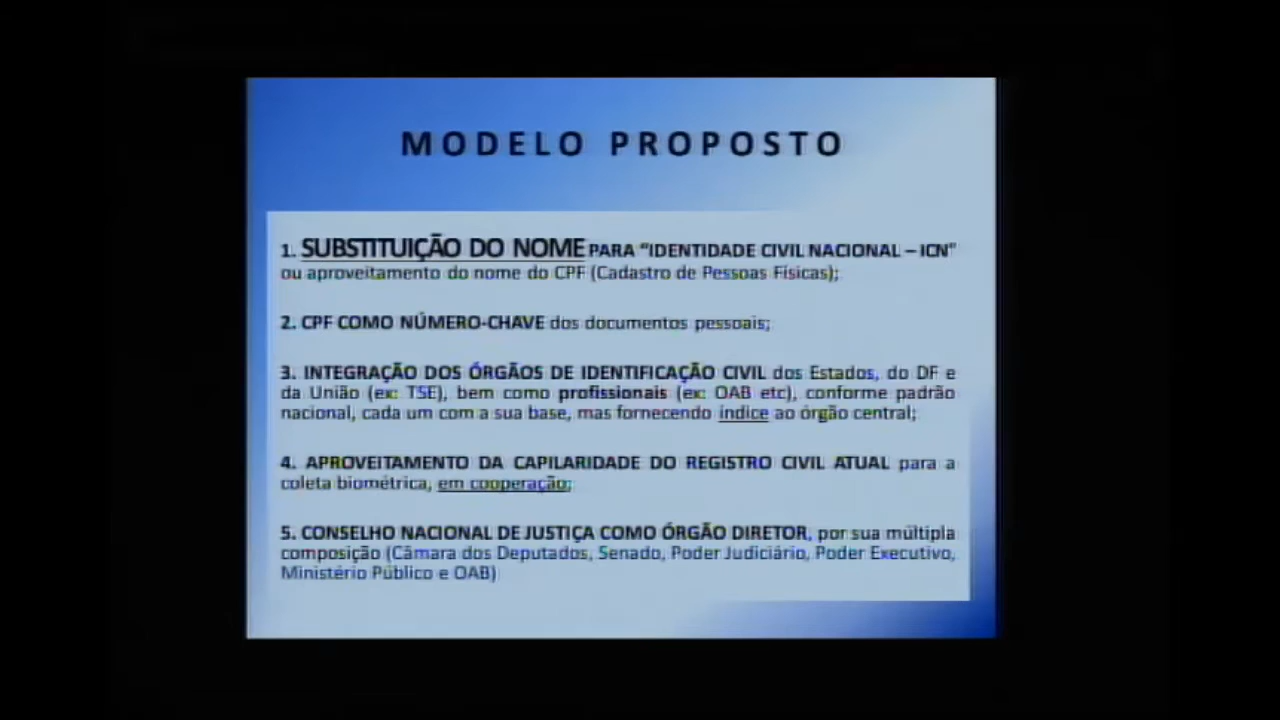 MODELO PROPOSTO
1. SUBSTITUIÇÃO DO NOME PARA "IDENTIDADE CIVIL NACIONAL – ICN"
ou aproveitamento do nome do CPF (Cadastro de Pessoas Físicas);
2. CPF COMO NÚMERO-CHAVE dos documentos pessoais;
3. INTEGRAÇÃO DOS ÓRGÃOS DE IDENTIFICAÇÃO CIVIL dos Estados, do DF e
da União (ex: TSE), bem como profissionais (ex: OAB etc), conforme padrão
nacional, cada um com a sua base, mas fornecendo índice ao órgão central;
4. APROVEITAMENTO DA CAPILARIDADE DO REGISTRO CIVIL ATUAL para a
coleta biométrica, em cooperação;
5. CONSELHO NACIONAL DE JUSTIÇA COMO ÓRGÃO DIRETOR, por sua múltipla
composição (Câmara dos Deputados, Senado, Poder Judiciário, Poder Executivo,
Ministério Público e OAB)